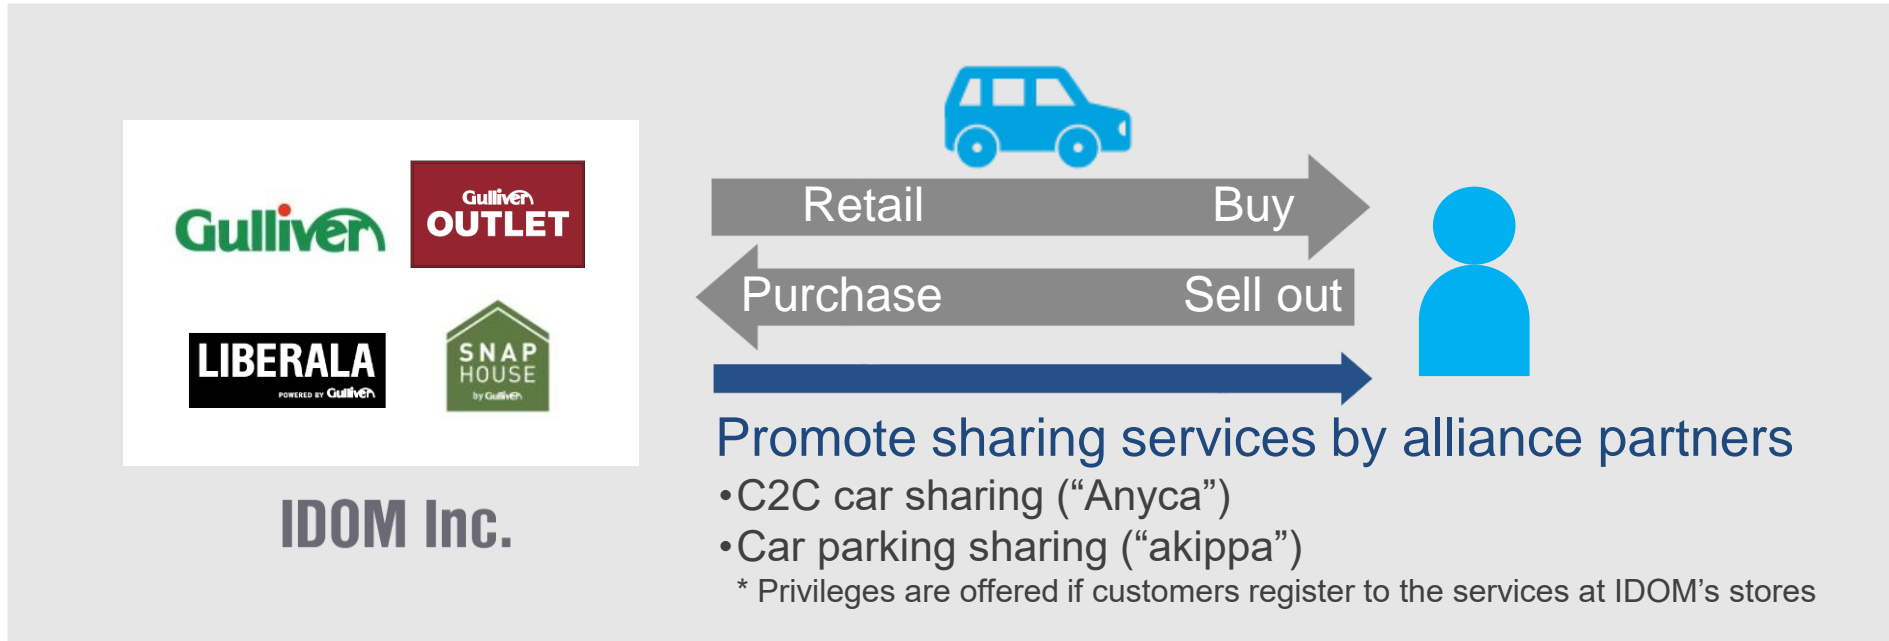 Gulliver
Gulliver
OUTLET
LIBERALA
POWERED BY Gulliver
SNAP
HOUSE
by Gulliver
IDOM Inc.
Retail Buy
Purchase Sell out
Promote sharing services by alliance partners
•C2C car sharing (“Anyca”)
•Car parking sharing (“akippa”)
* Privileges are offered if customers register to the services at IDOM’s stores